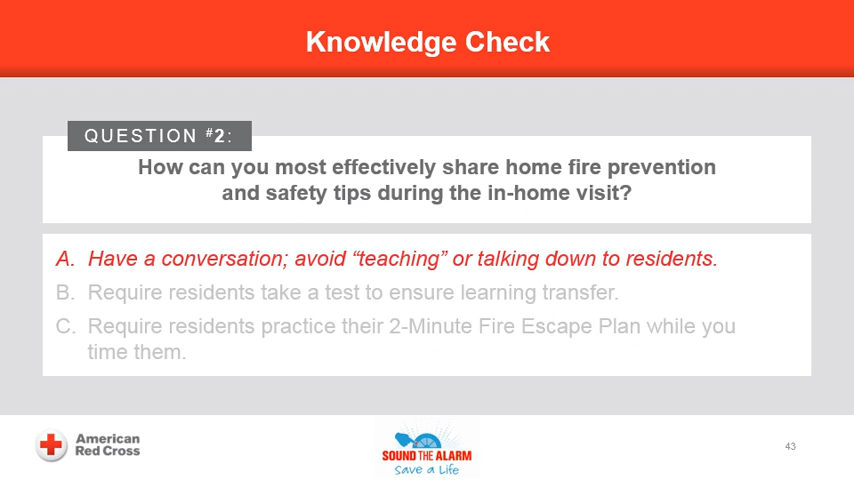 Knowledge Check
QUESTION #2:
How can you most effectively share home fire prevention
and safety tips during the in-home visit?
A. Have a conversation; avoid “teaching” or talking down to residents.
B. Require residents take a test to ensure learning transfer.
C. Require residents practice their 2-Minute Fire Escape Plan while you
time them.
American
Red Cross
SOUND THE ALARM
Save a Life
43